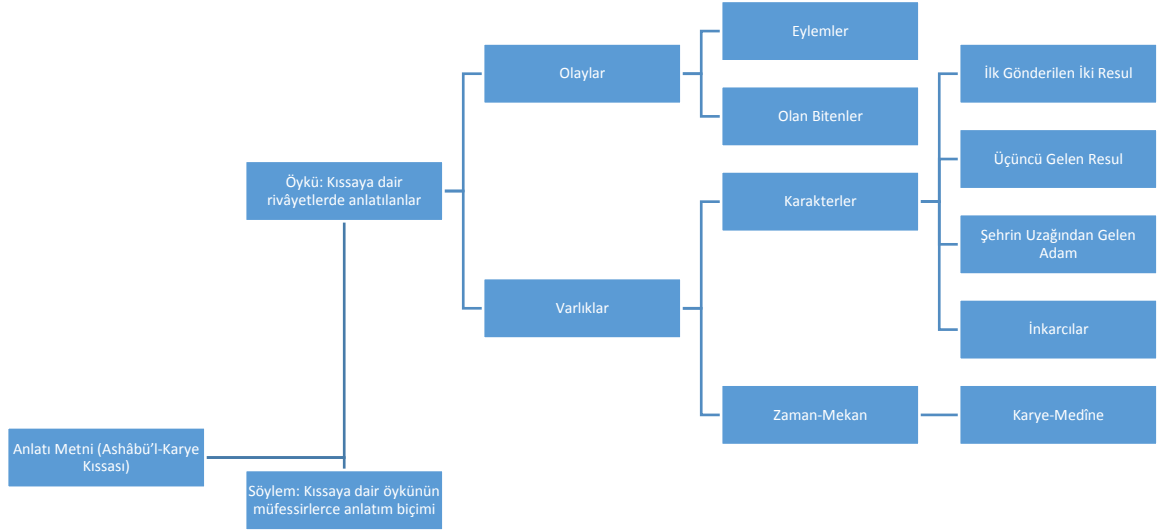 Anlatı Metni (Ashâbü'l-Karye
Kıssası)
Öykü: Kıssaya dair
rivâyetlerde anlatılanlar
Olaylar
Eylemler
Olan Bitenler
Varlıklar
Karakterler
İlk Gönderilen İki Resul
Üçüncü Gelen Resul
Şehrin Uzağından Gelen
Adam
İnkarcılar
Zaman-Mekan
Karye-Medîne
Söylem: Kıssaya dair öykünün
müfessirlerce anlatım biçimi